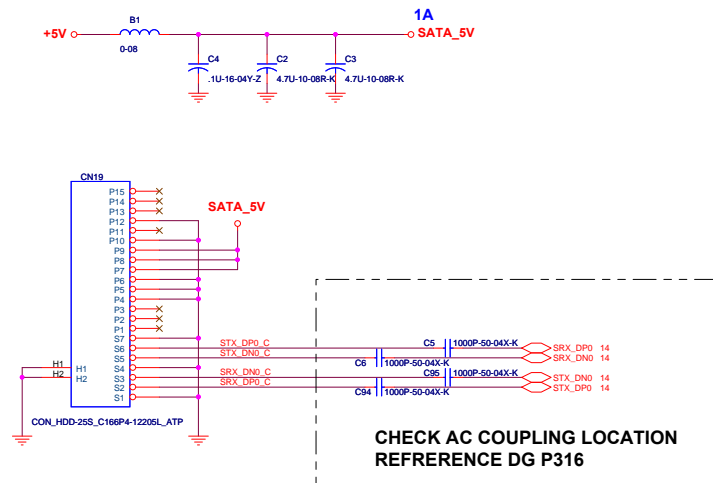 1A
B1
+5V
SATA_5V
0-08
C4
C2
C3
.1U-16-04Y-Z
4.7U-10-08R-K
4.7U-10-08R-K
CN19
P15
P14
P13
P12
P11
P10
P9
P8
P7
P6
P5
P4
P3
P2
P1
S7
S6
S5
S4
S3
S2
S1
SATA_5V
H1
H2
H1
H2
STX_DP0_C
STX_DN0_C
SRX_DN0_C
SRX_DP0_C
C5
1000P-50-04X-K
C6
1000P-50-04X-K
C95
1000P-50-04X-K
C94
1000P-50-04X-K
SRX_DP0 14
SRX_DN0 14
STX_DN0 14
STX_DP0 14
CON_HDD-25S_C166P4-12205L_ATP
CHECK AC COUPLING LOCATION
REFRERENCE DG P316